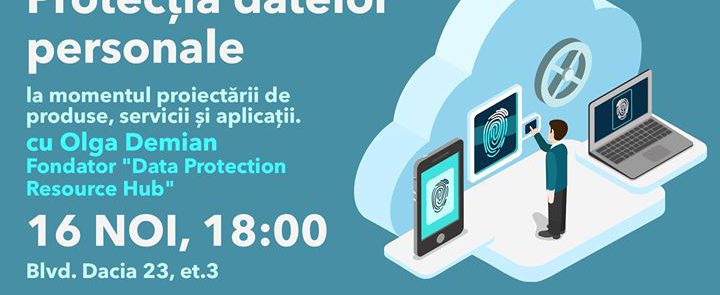 Protecția datelor
personale
la momentul proiectării de
produse, servicii și aplicații.
cu Olga Demian
Fondator "Data Protection
Resource Hub"
16 NOI, 18:00
Blvd. Dacia 23, et.3